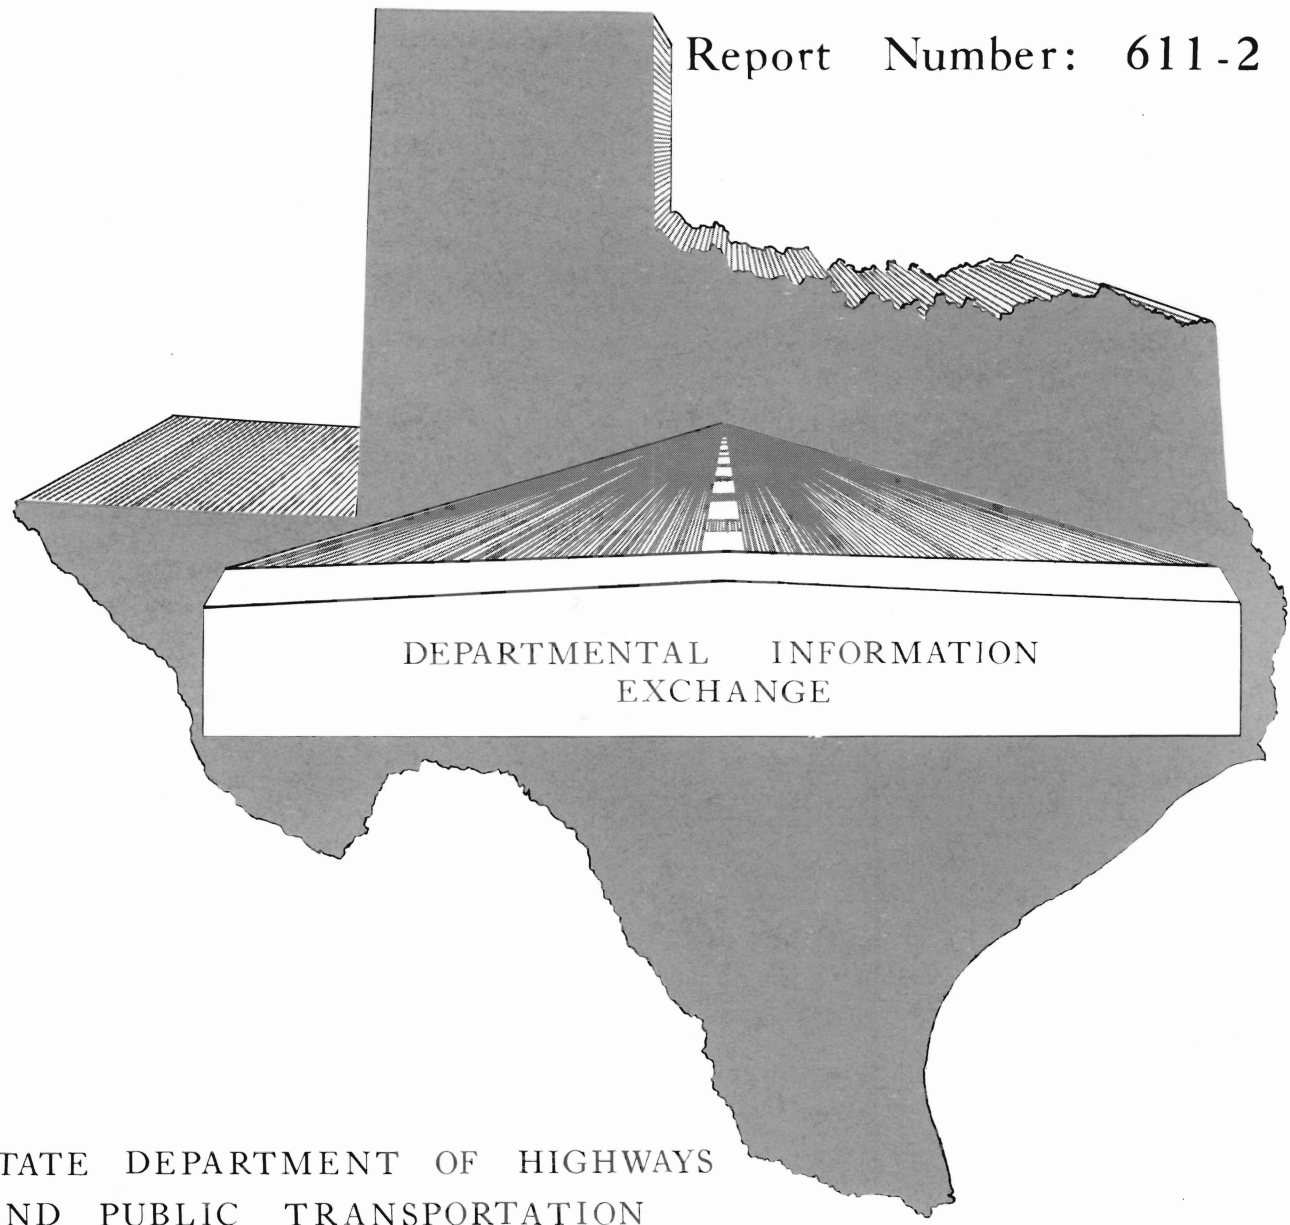 Report Number: 611-2
DEPARTMENTAL INFORMATION
EXCHANGE
TATE DEPARTMENT OF HIGHWAYS
ND PUBLIC TRANSPORTATION